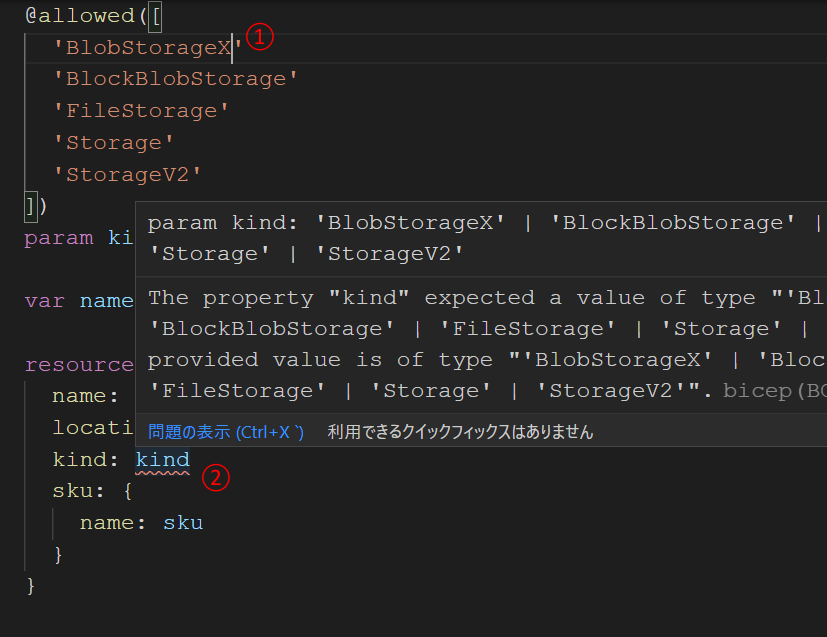 @allowed([
'BlobStorageX' ①
'BlockBlobStorage'
'FileStorage'
'Storage'
'StorageV2'
])
param ki
param kind: 'BlobStorageX' | 'BlockBlobStorage' |
'Storage' | 'StorageV2'
var name
The property "kind" expected a value of type "'Bl
'BlockBlobStorage' | 'FileStorage' | 'Storage' |
resource
provided value is of type "'BlobStorageX' | 'Bloc
name:
'FileStorage' | 'Storage' | 'StorageV2'". bicep(BC
locati
問題の表示 (Ctrl+X `) 利用できるクイックフィックスはありません
kind: kind
②
sku: {
name: sku
}
}